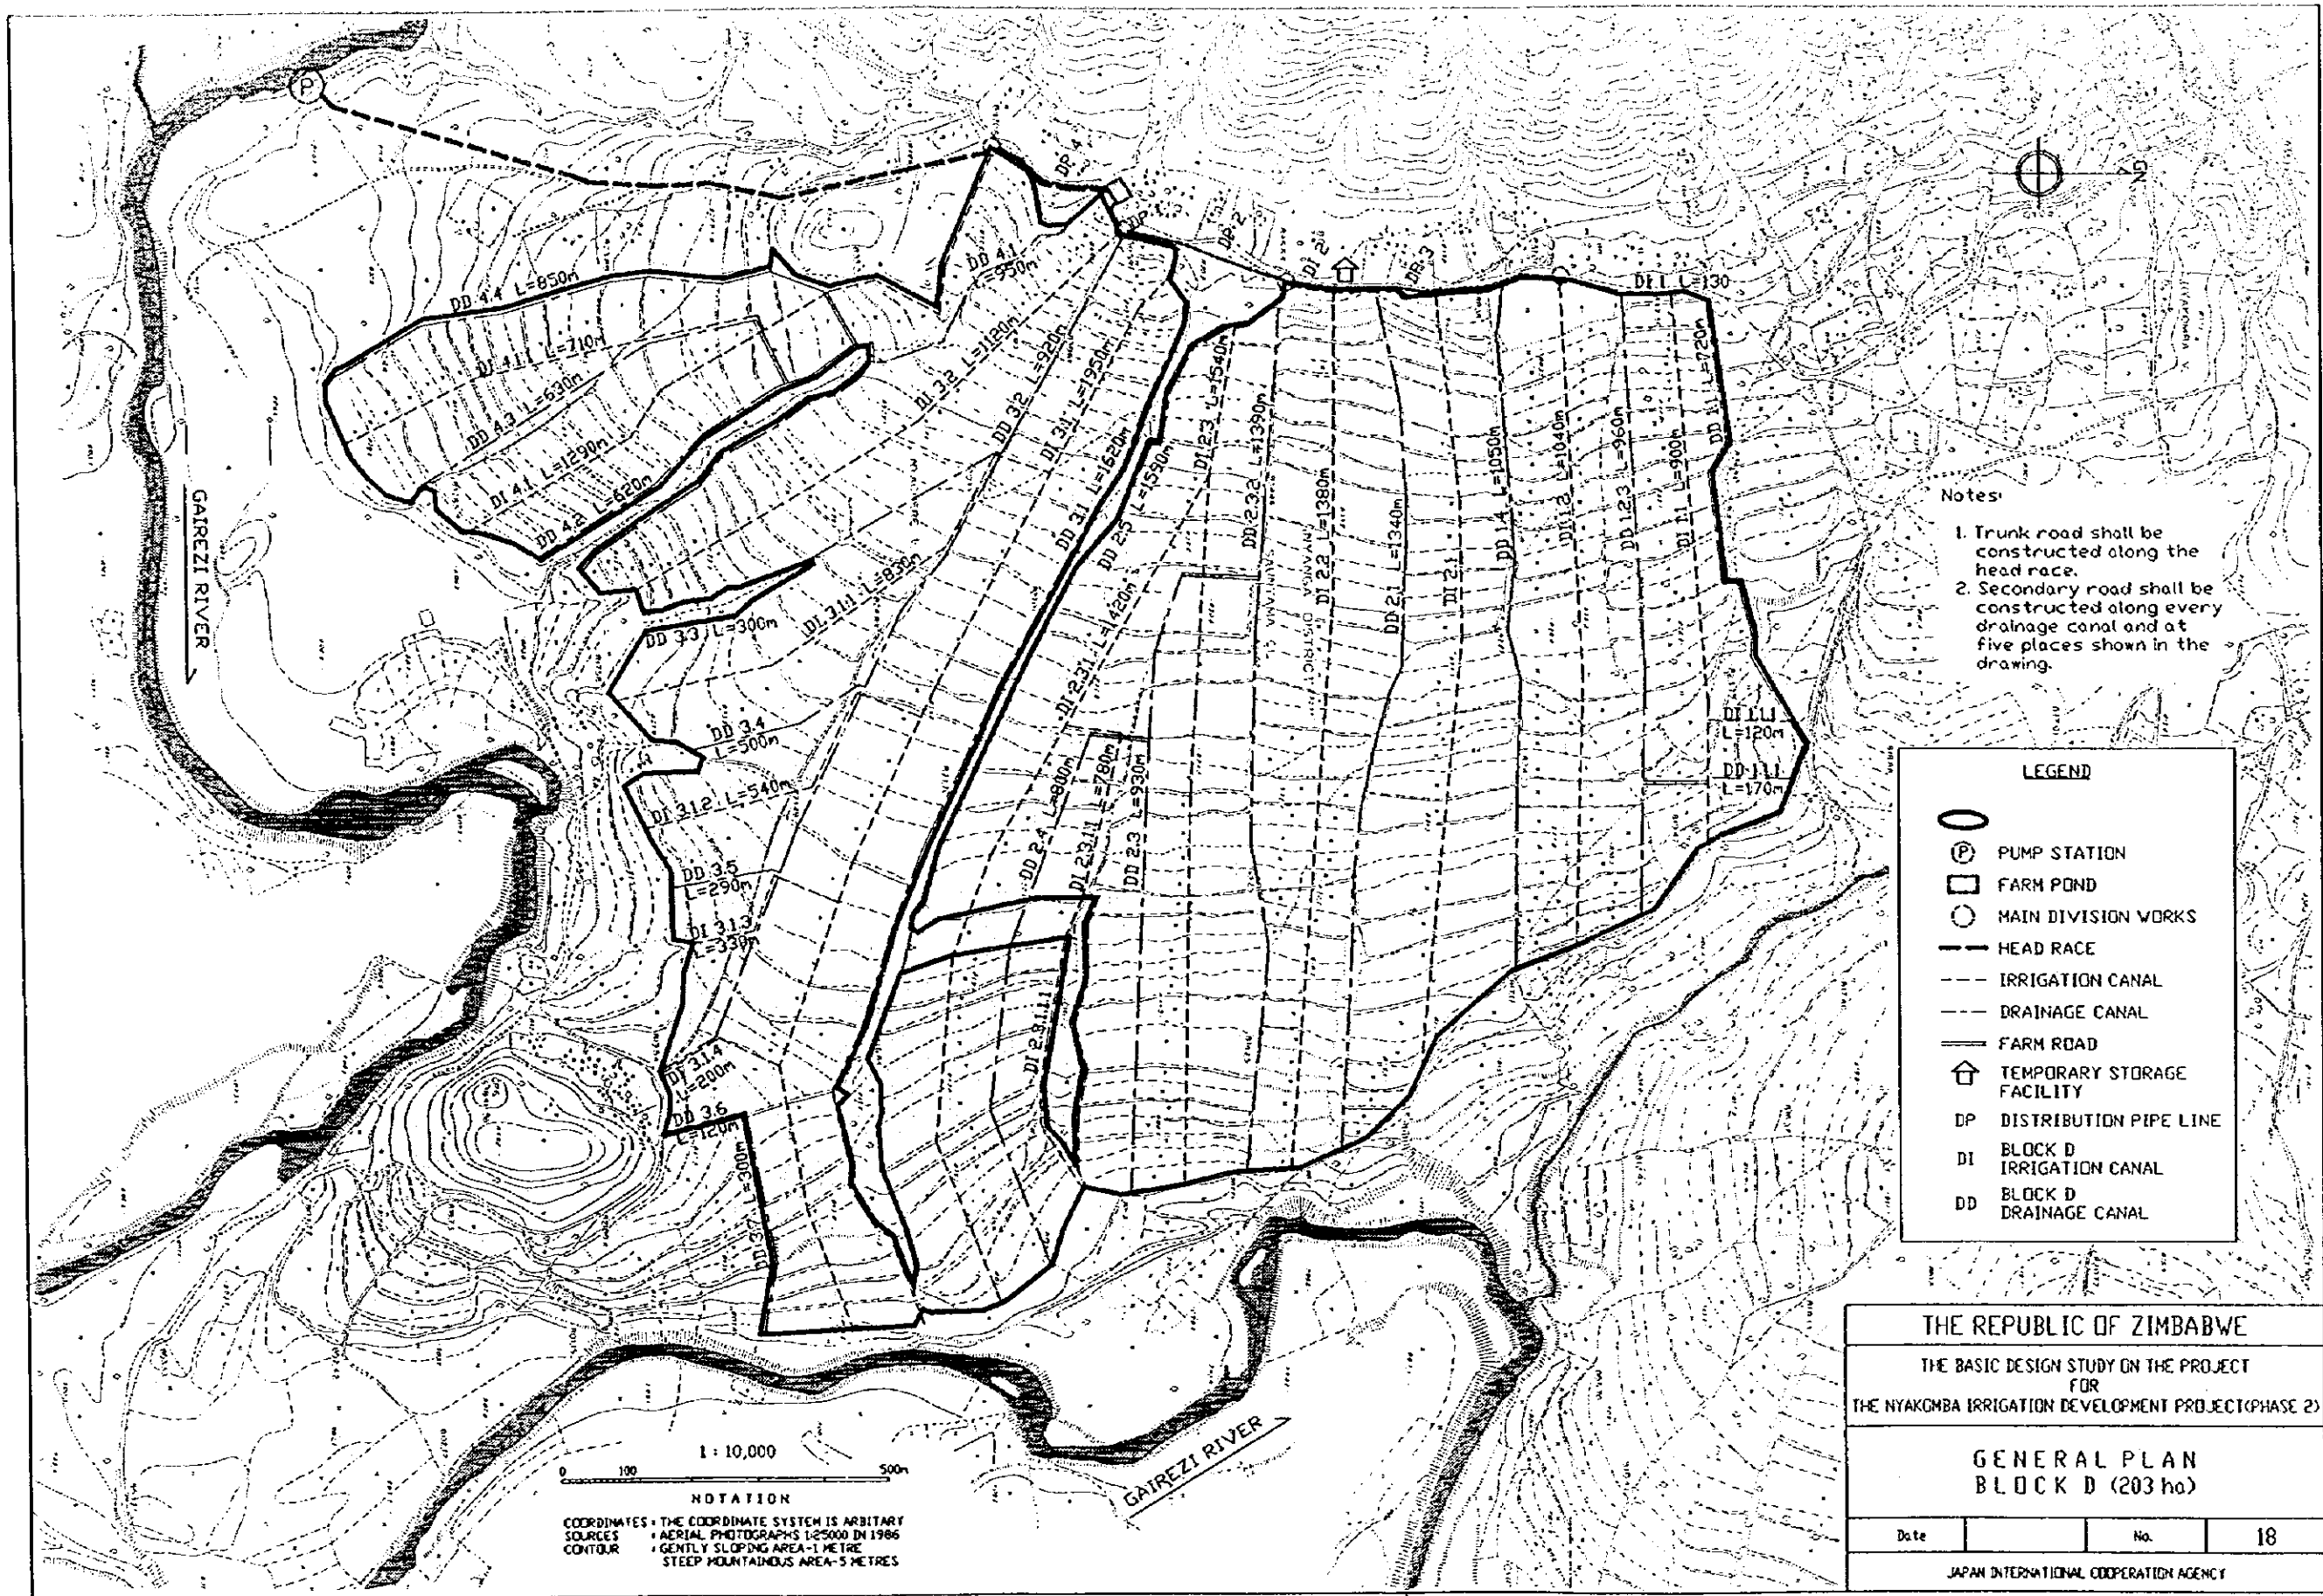 P
DP 4
DP 1
DP 2
DI 2
DP 3
DI 1 L=130
GN
DD 4.1
L=950m
DD 4.4 L=850m
DI 4.1.1 L=710m
DD 4.3 L=630m
DI 4.1 L=1290m
DD 4.2 L=620m
DI 3.2 L=1120m
DD 3.2 L=920m
DI 3.1 L=1950m
DD 3.1 L=1620m
DD 2.5 L=1590m
DI 2.3 L=1540m
DD 2.3.2 L=1390m
DI 2.2 L=1380m
DD 2.1 L=1340m
DI 2.1
DD 1.4 L=1050m
DI 1.2 L=1040m
DD 1.2.3 L=960m
DI 1.1 L=900m
DD 1.1 L=720m
NYANGA DISTRICT
DI 2.3.1 L=1420m
DI 3.1.1 L=830m
DD 3.3 L=300m
DD 3.4
L=500m
DI 3.1.2 L=540m
DD 3.5
L=290m
DI 3.1.3
L=330m
DI 3.1.4
L=200m
DD 3.6
L=120m
DD 3.7 L=300m
DD 2.4 L=800m
DI 2.3.1.1 L=780m
DD 2.3 L=930m
DI 2.3.1.1.1
DI 1.1.1
L=120m
DD 1.1.1
L=170m
GAIREZI RIVER
GAIREZI RIVER
Notes:
1. Trunk road shall be
constructed along the
head race.
2. Secondary road shall be
constructed along every
drainage canal and at
five places shown in the
drawing.
LEGEND
P PUMP STATION
FARM POND
MAIN DIVISION WORKS
HEAD RACE
IRRIGATION CANAL
DRAINAGE CANAL
FARM ROAD
TEMPORARY STORAGE
FACILITY
DP DISTRIBUTION PIPE LINE
DI BLOCK D
IRRIGATION CANAL
DD BLOCK D
DRAINAGE CANAL
1 : 10,000
0 100 500m
NOTATION
COORDINATES : THE COORDINATE SYSTEM IS ARBITARY
SOURCES : AERIAL PHOTOGRAPHS 1:25000 IN 1986
CONTOUR : GENTLY SLOPING AREA-1 METRE
STEEP MOUNTAINOUS AREA-5 METRES
THE REPUBLIC OF ZIMBABWE
THE BASIC DESIGN STUDY ON THE PROJECT
FOR
THE NYAKOMBA IRRIGATION DEVELOPMENT PROJECT(PHASE 2)
GENERAL PLAN
BLOCK D (203 ha)
Date No. 18
JAPAN INTERNATIONAL COOPERATION AGENCY